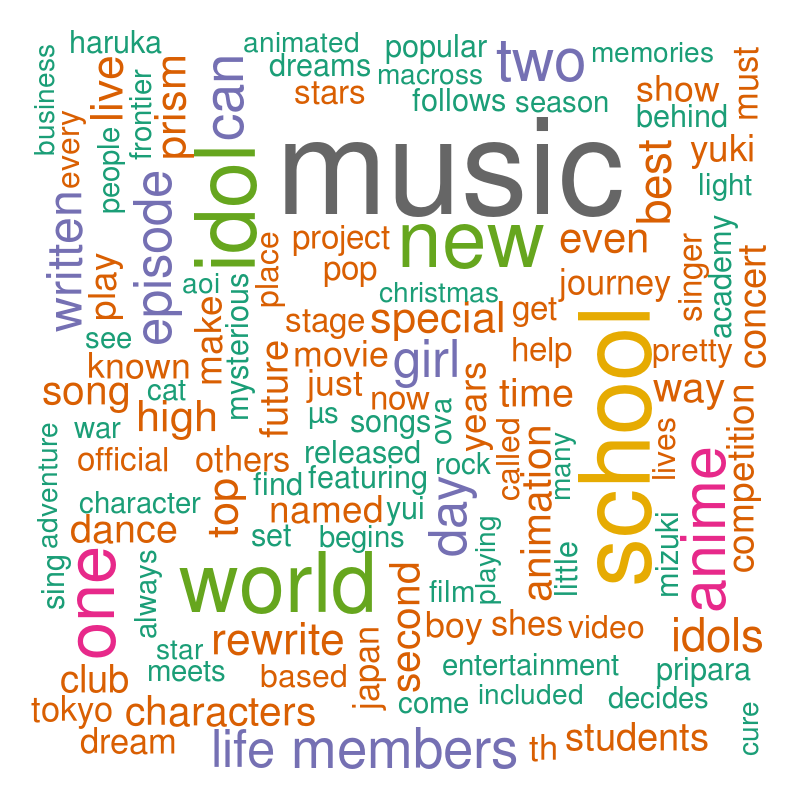 haruka
animated
popular
two
memories
business
dreams
macross
live
prism
can
stars
follows
season
show
must
behind
frontier
every
people
music
best
yuki
light
idol
written
episode
project
new
even
play
place
pop
journey
singer
academy
concert
aoi
mysterious
christmas
see
make
stage
special
get
school
known
future
movie
girl
help
pretty
song
cat
just
now
years
time
way
high
µs
songs
ova
war
official
others
released
rock
called
many
lives
competition
adventure
find
featuring
animation
anime
character
top
named
yui
day
dance
set
begins
playing
mizuki
sing
one
always
world
film
little
second
star
rewrite
boy
shes
video
idols
meets
japan
club
based
entertainment
pripara
tokyo
characters
come
included
decides
cure
dream
life
members
th
students